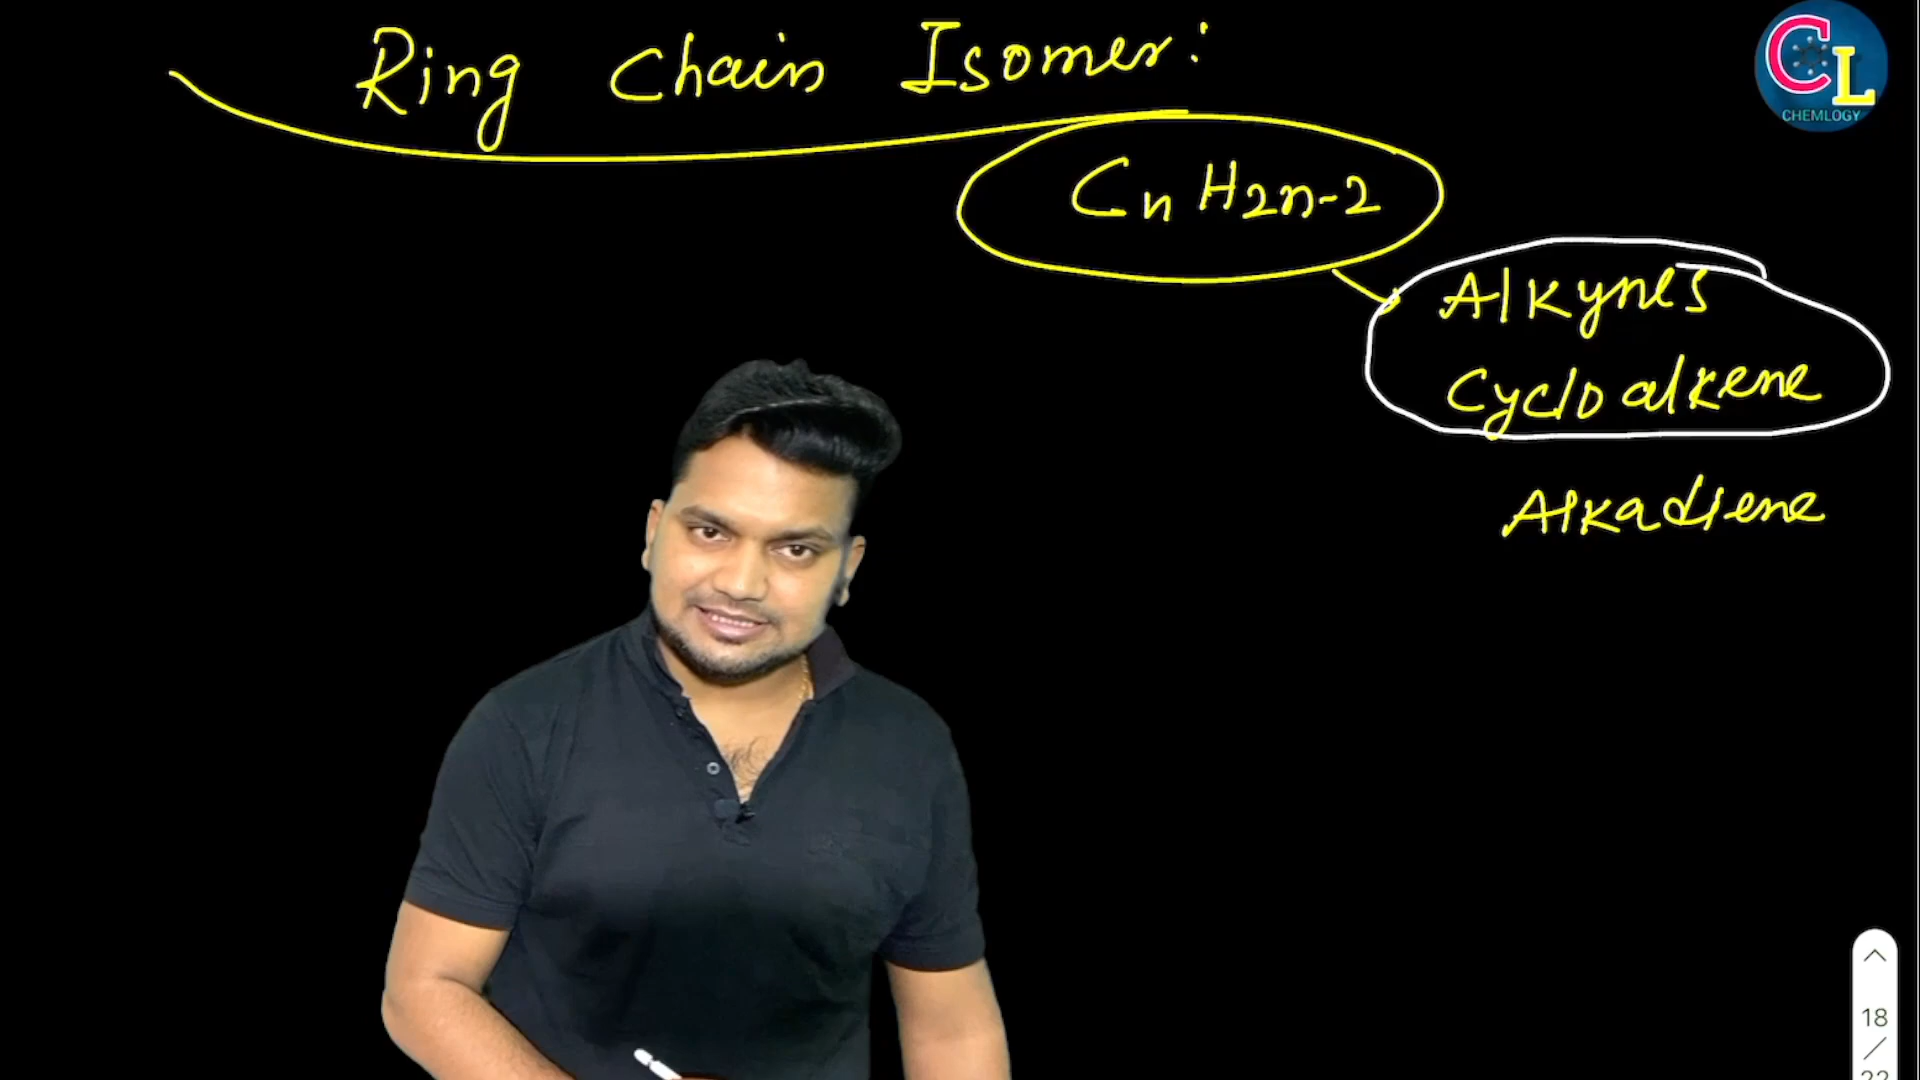 Ring Chain Isomer:
CL
CHEMLOGY
CnH2n-2
Alkynes
Cycloalkene
Alkadiene
18
/